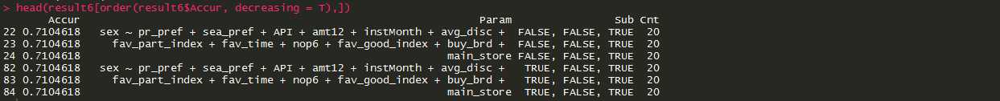 > head(result6[order(result6$Accur, decreasing = T),])
Accur Param Sub Cnt
22 0.7104618 sex ~ pr_pref + sea_pref + API + amt12 + instMonth + avg_disc + FALSE, FALSE, TRUE 20
23 0.7104618 fav_part_index + fav_time + nop6 + fav_good_index + buy_brd + FALSE, FALSE, TRUE 20
24 0.7104618 main_store FALSE, FALSE, TRUE 20
82 0.7104618 sex ~ pr_pref + sea_pref + API + amt12 + instMonth + avg_disc + TRUE, FALSE, TRUE 20
83 0.7104618 fav_part_index + fav_time + nop6 + fav_good_index + buy_brd + TRUE, FALSE, TRUE 20
84 0.7104618 main_store TRUE, FALSE, TRUE 20